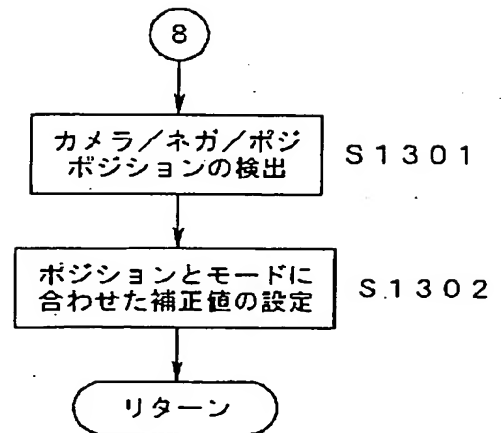 8
カメラ／ネガ／ポジ
ポジションの検出
S1301
ポジションとモードに
合わせた補正値の設定
S.1302
リターン